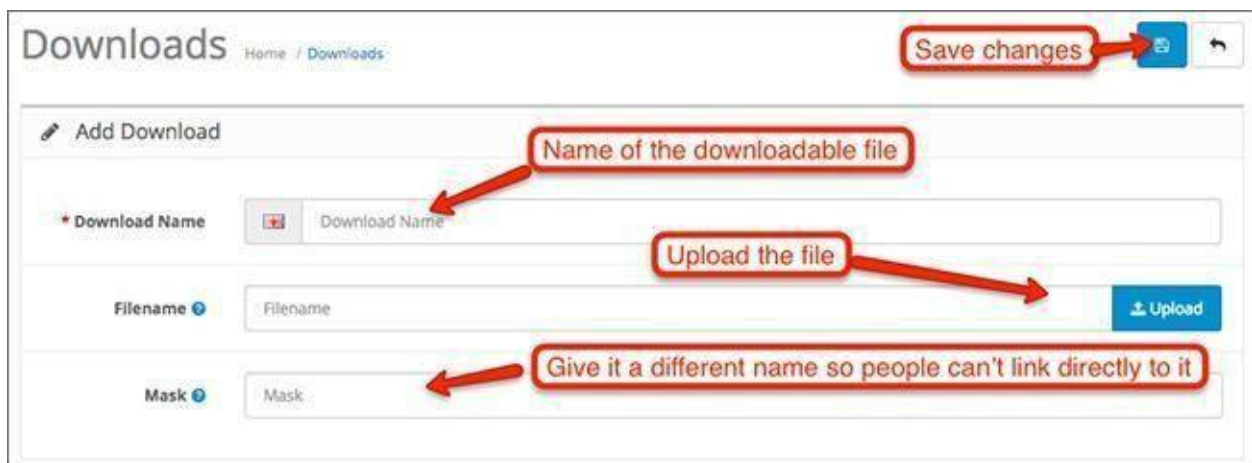 Downloads Home / Downloads
Save changes
Add Download
Name of the downloadable file
* Download Name Download Name
Upload the file
Filename Filename Upload
Give it a different name so people can't link directly to it
Mask Mask